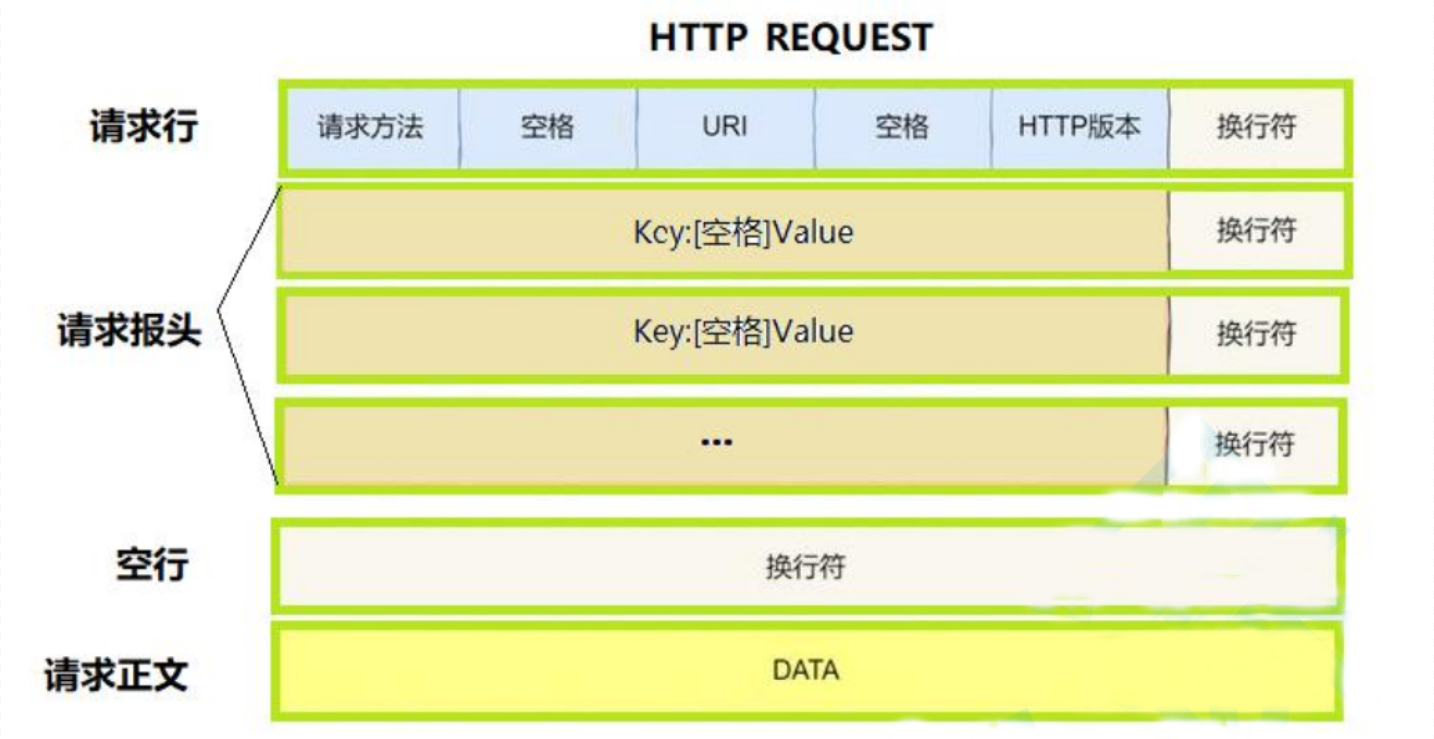 HTTP REQUEST
请求行 请求方法 空格 URI 空格 HTTP版本 换行符
Kcy:[空格]Value 换行符
请求报头 Key:[空格]Value 换行符
... 换行符
空行 换行符
请求正文 DATA